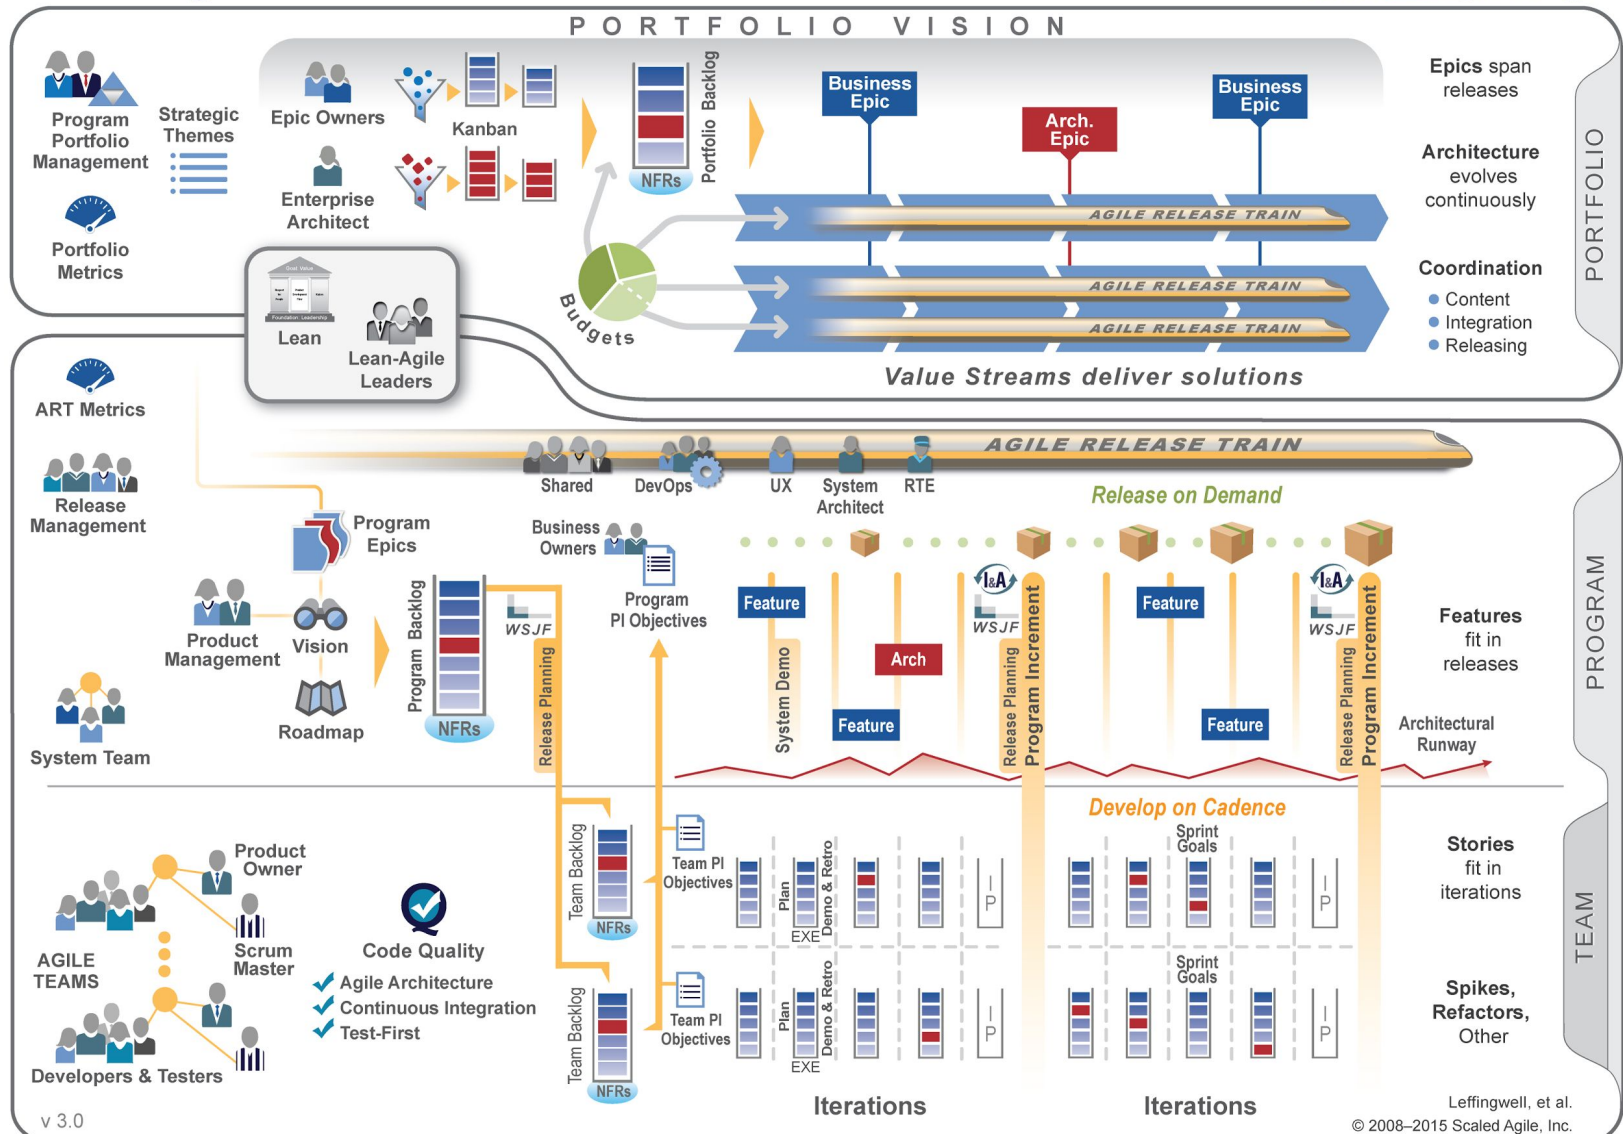 PORTFOLIO VISION
Program
Portfolio
Management
Strategic
Themes
Portfolio
Metrics
Epic Owners
Enterprise
Architect
Kanban
Portfolio Backlog
NFRs
Budgets
Business
Epic
Arch.
Epic
Business
Epic
AGILE RELEASE TRAIN
AGILE RELEASE TRAIN
AGILE RELEASE TRAIN
Value Streams deliver solutions
Epics span
releases
Architecture
evolves
continuously
Coordination
Content
Integration
Releasing
PORTFOLIO
Lean
Lean-Agile
Leaders
ART Metrics
Release
Management
System Team
AGILE RELEASE TRAIN
Shared
DevOps
UX
System
Architect
RTE
Release on Demand
Program
Epics
Product
Management
Vision
Roadmap
Program Backlog
NFRs
WSJF
Release Planning
Business
Owners
Program
PI Objectives
Feature
System Demo
Feature
Arch
I&A
WSJF
Release Planning
Program Increment
Feature
Feature
I&A
WSJF
Release Planning
Program Increment
Architectural
Runway
Features
fit in
releases
PROGRAM
Develop on Cadence
Product
Owner
Scrum
Master
AGILE
TEAMS
Developers & Testers
Code Quality
Agile Architecture
Continuous Integration
Test-First
Team Backlog
NFRs
Team PI
Objectives
Plan
EXE
Demo & Retro
I
P
Sprint
Goals
I
P
Team Backlog
NFRs
Team PI
Objectives
Plan
EXE
Demo & Retro
I
P
Sprint
Goals
I
P
Stories
fit in
iterations
Spikes,
Refactors,
Other
TEAM
Iterations
Iterations
v 3.0
Leffingwell, et al.
© 2008–2015 Scaled Agile, Inc.